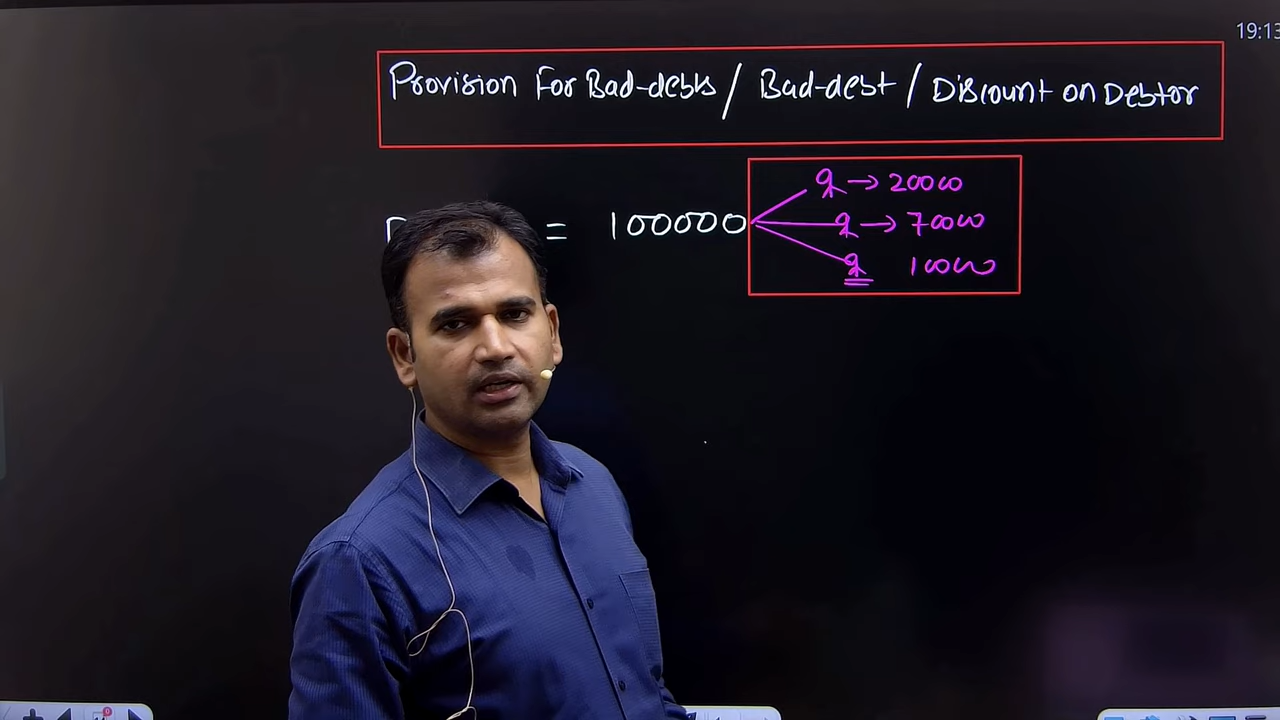 19:13
Provision For Bad-debts / Bad-debt / Discount on Debtor
→ 20000
= 100000 → 70000
10000